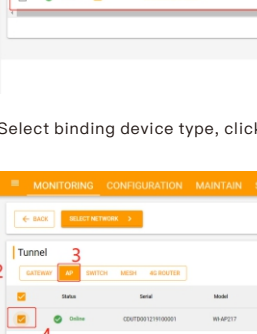 Select binding device type, click
MONITORING CONFIGURATION MAINTAIN
← BACK SELECT NETWORK >
Tunnel
3
2 GATEWAY AP SWITCH MESH 4G ROUTER
Status Serial Model
Online CDXITD001219100001 WI-AP217
4